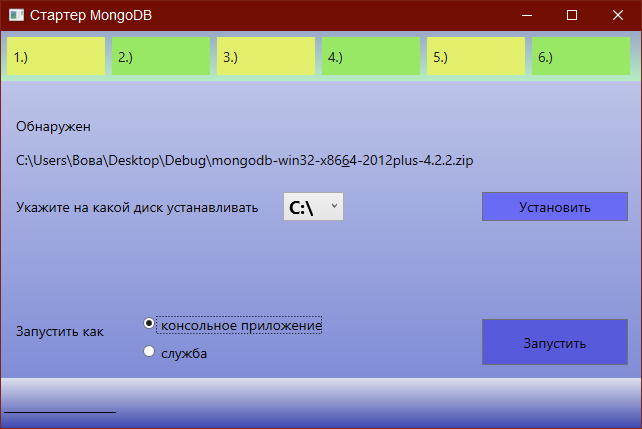 Стартер MongoDB
1.) 2.) 3.) 4.) 5.) 6.)
Обнаружен
C:\Users\Вова\Desktop\Debug\mongodb-win32-x8664-2012plus-4.2.2.zip
Укажите на какой диск устанавливать C:\ Установить
консольное приложение
Запустить как Запустить
служба